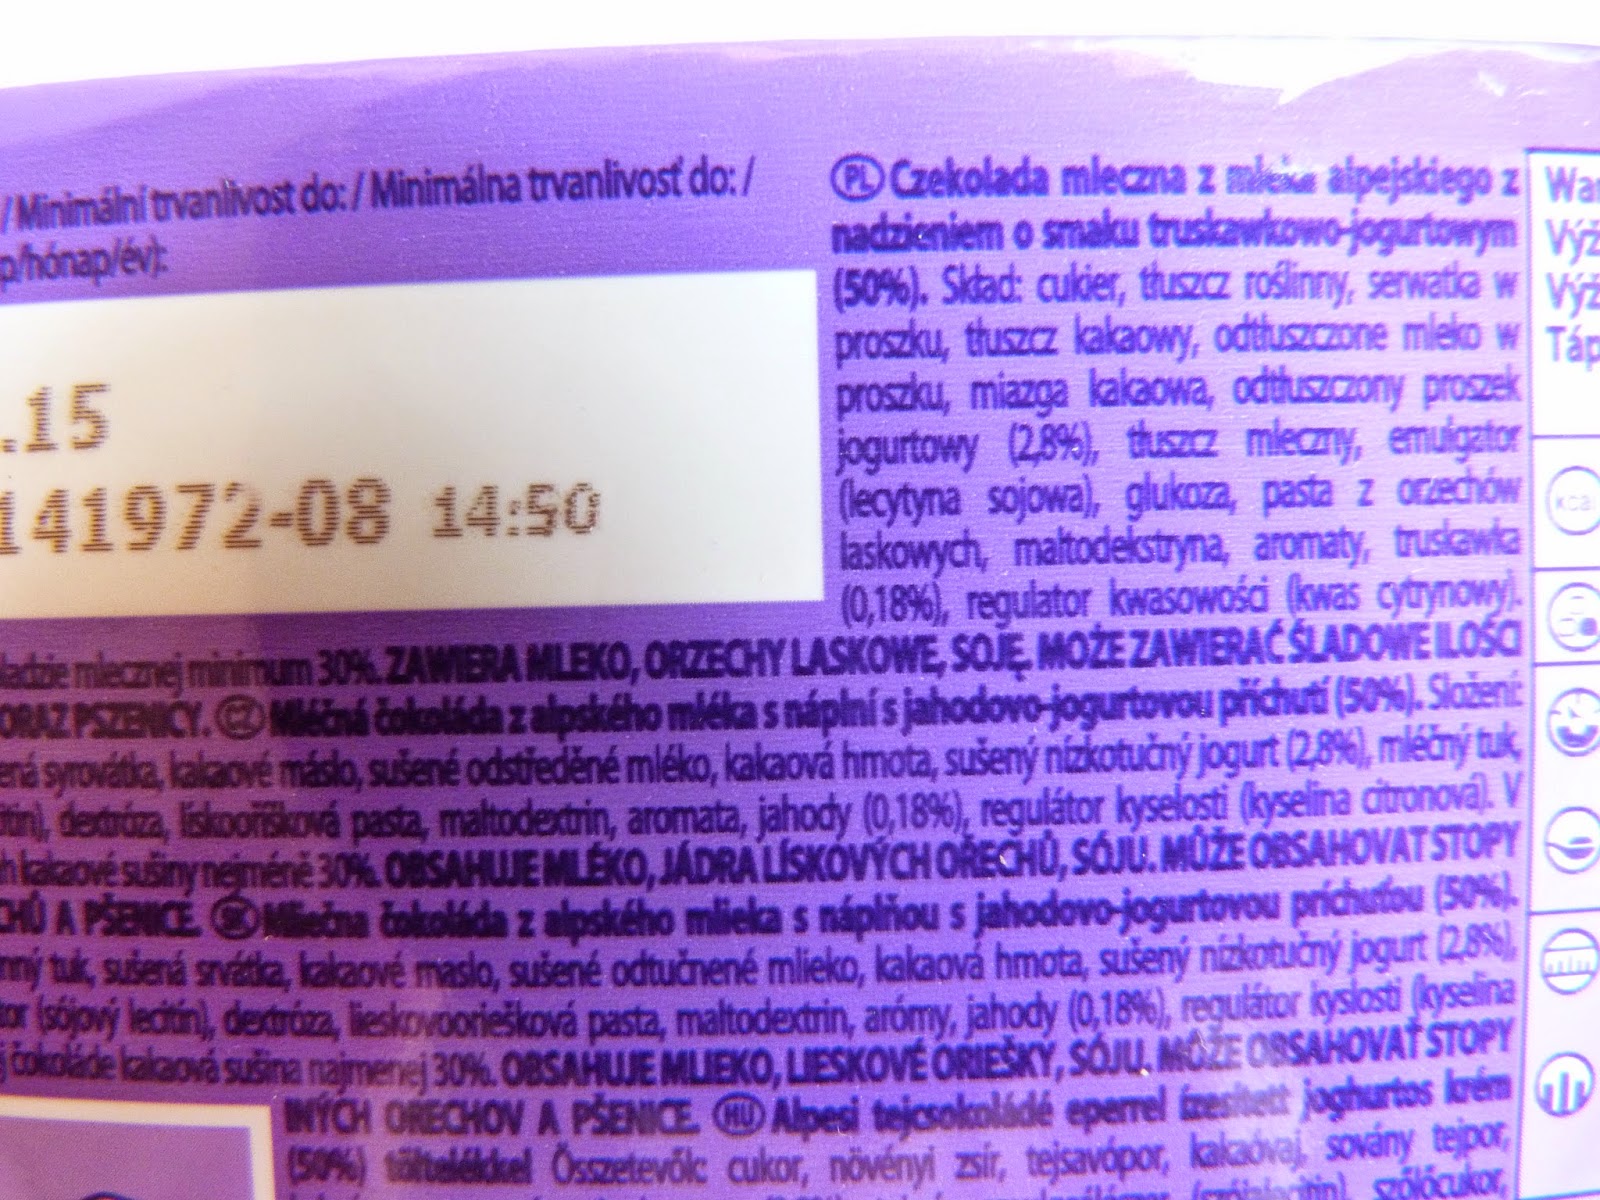 / Minimální trvanlivost do: / Minimálna trvanlivosť do: /
p/hónap/év):
.15
141972-08 14:50
PL Czekolada mleczna z mleka alpejskiego z
nadzieniem o smaku truskawkowo-jogurtowym
(50%). Skład: cukier, tłuszcz roślinny, serwatka w
proszku, tłuszcz kakaowy, odtłuszczone mleko w
proszku, miazga kakaowa, odtłuszczony proszek
jogurtowy (2,8%), tłuszcz mleczny, emulgator
(lecytyna sojowa), glukoza, pasta z orzechów
laskowych, maltodekstryna, aromaty, truskawka
(0,18%), regulator kwasowości (kwas cytrynowy).
ladzie mlecznej minimum 30%. ZAWIERA MLEKO, ORZECHY LASKOWE, SOJĘ. MOŻE ZAWIERAĆ ŚLADOWE ILOŚCI
ORAZ PSZENICY. CZ Mléčná čokoláda z alpského mléka s náplní s jahodovo-jogurtovou příchutí (50%). Složení:
ená syrovátka, kakaové máslo, sušené odstředěné mléko, kakaová hmota, sušený nízkotučný jogurt (2,8%), mléčný tuk,
itin), dextróza, lískooříšková pasta, maltodextrin, aromata, jahody (0,18%), regulátor kyselosti (kyselina citronová). V
h kakaové sušiny nejméně 30%. OBSAHUJE MLÉKO, JÁDRA LÍSKOVÝCH OŘECHŮ, SÓJU. MŮŽE OBSAHOVAT STOPY
CHŮ A PŠENICE. SK Mliečna čokoláda z alpského mlieka s náplňou s jahodovo-jogurtovou príchuťou (50%).
nný tuk, sušená srvátka, kakaové maslo, sušené odtučnené mlieko, kakaová hmota, sušený nízkotučný jogurt (2,8%),
tor (sójový lecitín), dextróza, lieskovoorieškova pasta, maltodextrin, arómy, jahody (0,18%), regulátor kyslosti (kyselina
j čokoláde kakaová sušina najmenej 30%. OBSAHUJE MLIEKO, LIESKOVÉ ORIEŠKY, SÓJU. MÔŽE OBSAHOVAŤ STOPY
INÝCH ORECHOV A PŠENICE. HU Alpesi tejcsokoládé eperrel ízesített joghurtos krém
(50%) töltelékkel Összetevők: cukor, növényi zsír, tejsavópor, kakaóvaj, sovány tejpor,
(szójalecitin), szőlőcukor,
War
Výž
Výž
Táp
kcal